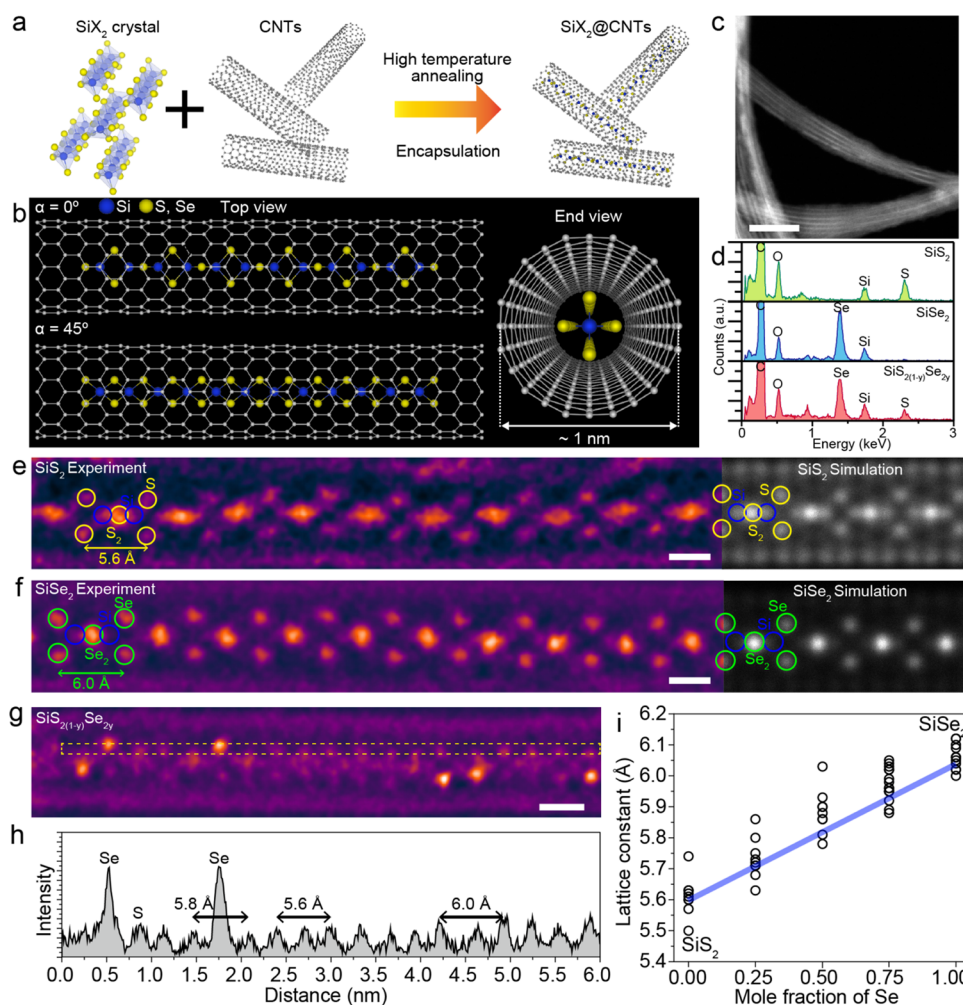 a
SiX₂ crystal
CNTs
SiX₂@CNTs
High temperature
annealing
Encapsulation
c
b
α = 0º
Si
S, Se
Top view
End view
α = 45º
~ 1 nm
d
SiS₂
C
O
Si
S
SiSe₂
C
O
Se
Si
SiS₂₍₁₋y₎Se₂y
C
O
Se
Si
S
Counts (a.u.)
0
1
2
3
Energy (keV)
e
SiS₂ Experiment
S
S₂
5.6 Å
SiS₂ Simulation
Si
S
S₂
f
SiSe₂ Experiment
Se
Si
Se₂
6.0 Å
SiSe₂ Simulation
Se
Se₂
g
SiS₂₍₁₋y₎Se₂y
h
Intensity
Se
S
Se
5.8 Å
5.6 Å
6.0 Å
0.0 0.5 1.0 1.5 2.0 2.5 3.0 3.5 4.0 4.5 5.0 5.5 6.0
Distance (nm)
i
Lattice constant (Å)
6.2
6.1
6.0
5.9
5.8
5.7
5.6
5.5
5.4
SiS₂
0.00 0.25 0.50 0.75 1.00
Mole fraction of Se